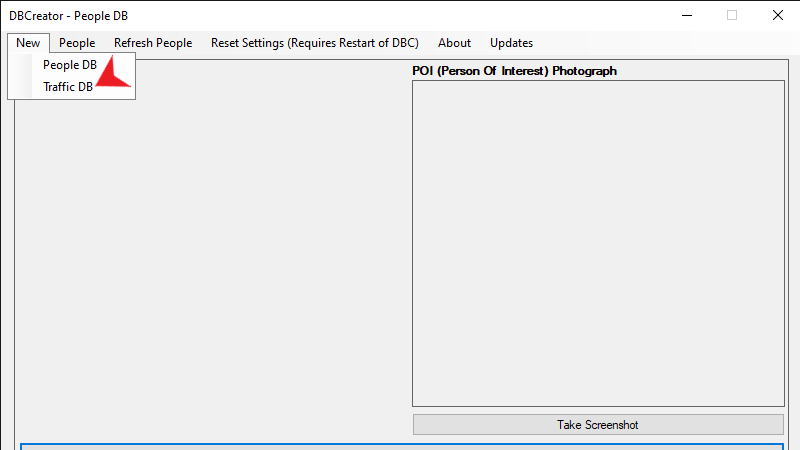 DBCreator - People DB
New People Refresh People Reset Settings (Requires Restart of DBC) About Updates
People DB
Traffic DB
POI (Person Of Interest) Photograph
Take Screenshot